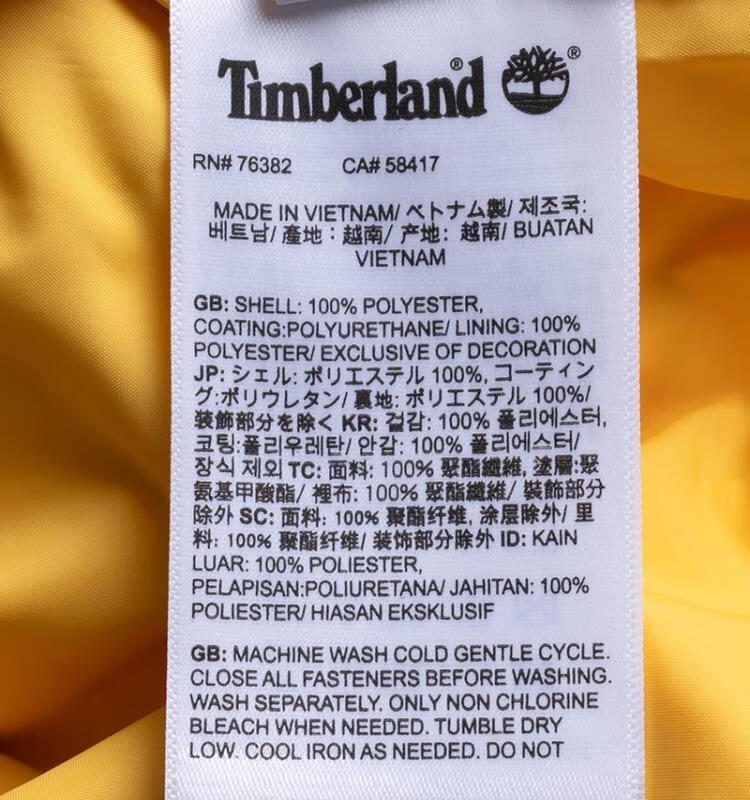 Timberland® ®
RN# 76382 CA# 58417
MADE IN VIETNAM/ ベトナム製/ 제조국:
베트남/ 產地：越南/ 产地: 越南/ BUATAN
VIETNAM
GB: SHELL: 100% POLYESTER,
COATING:POLYURETHANE/ LINING: 100%
POLYESTER/ EXCLUSIVE OF DECORATION
JP: シェル: ポリエステル 100%, コーティン
グ:ポリウレタン/ 裏地: ポリエステル 100%/
装飾部分を除く KR: 겉감: 100% 폴리에스터,
코팅:폴리우레탄/ 안감: 100% 폴리에스터/
장식 제외 TC: 面料: 100% 聚酯纖維, 塗層:聚
氨基甲酸酯/ 裡布: 100% 聚酯纖維/ 裝飾部分
除外 SC: 面料: 100% 聚酯纤维, 涂层除外/ 里
料: 100% 聚酯纤维/ 装饰部分除外 ID: KAIN
LUAR: 100% POLIESTER,
PELAPISAN:POLIURETANA/ JAHITAN: 100%
POLIESTER/ HIASAN EKSKLUSIF
GB: MACHINE WASH COLD GENTLE CYCLE.
CLOSE ALL FASTENERS BEFORE WASHING.
WASH SEPARATELY. ONLY NON CHLORINE
BLEACH WHEN NEEDED. TUMBLE DRY
LOW. COOL IRON AS NEEDED. DO NOT